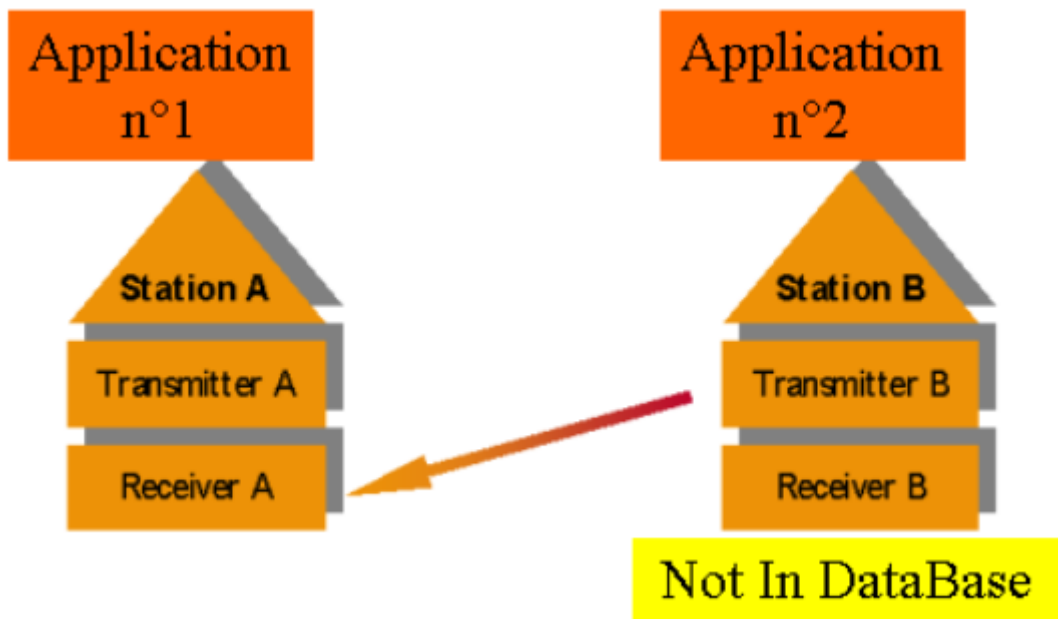 Application
n°1
Station A
Transmitter A
Receiver A
Application
n°2
Station B
Transmitter B
Receiver B
Not In DataBase